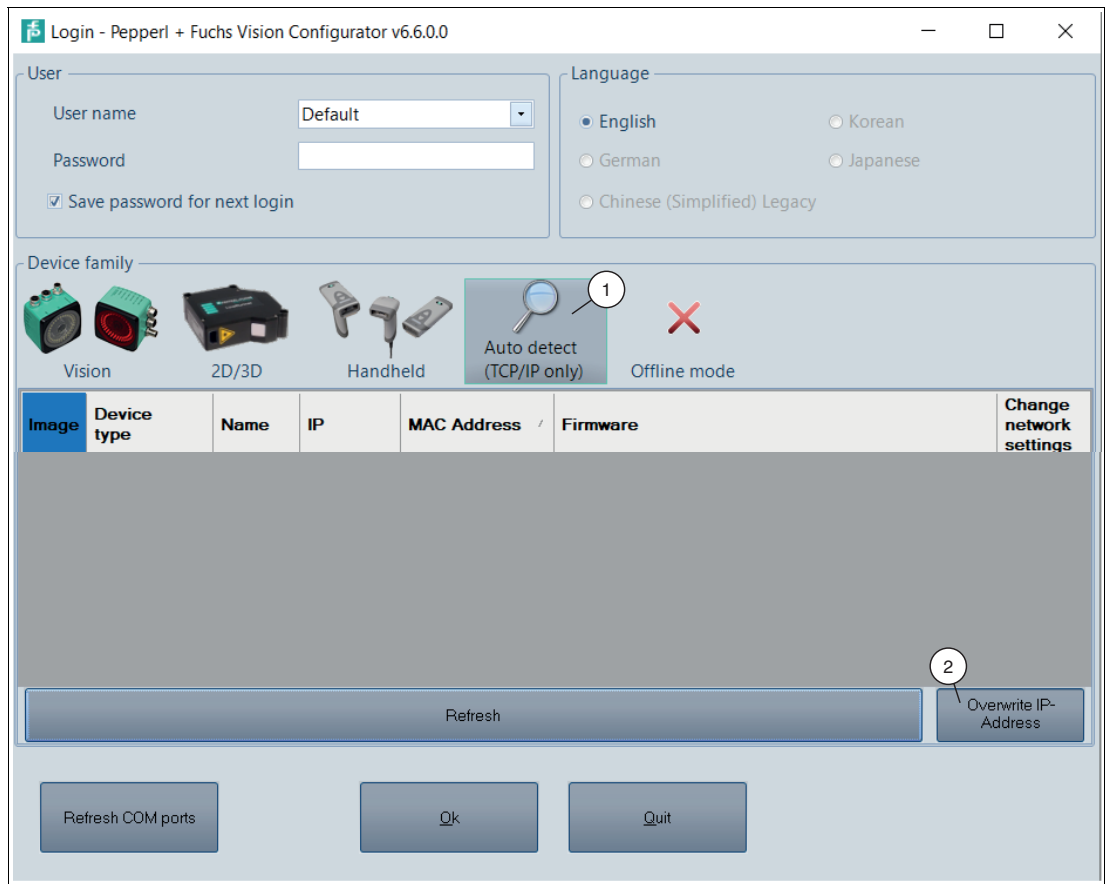 Login - Pepperl + Fuchs Vision Configurator v6.6.0.0
User
User name
Default
Password
Save password for next login
Language
English
Korean
German
Japanese
Chinese (Simplified) Legacy
Device family
Vision
2D/3D
Handheld
Auto detect
(TCP/IP only)
1
Offline mode
Image
Device
type
Name
IP
MAC Address
Firmware
Change
network
settings
2
Refresh
Overwrite IP-
Address
Refresh COM ports
Ok
Quit